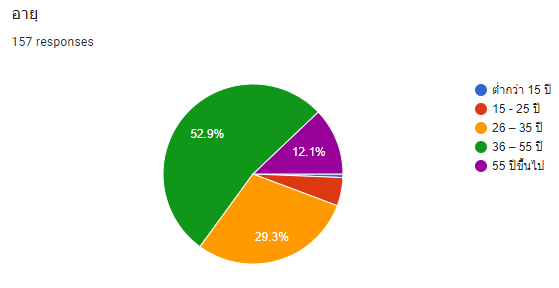 อายุ
157 responses
52.9%
12.1%
29.3%
ต่ำกว่า 15 ปี
15 - 25 ปี
26 – 35 ปี
36 – 55 ปี
55 ปีขึ้นไป